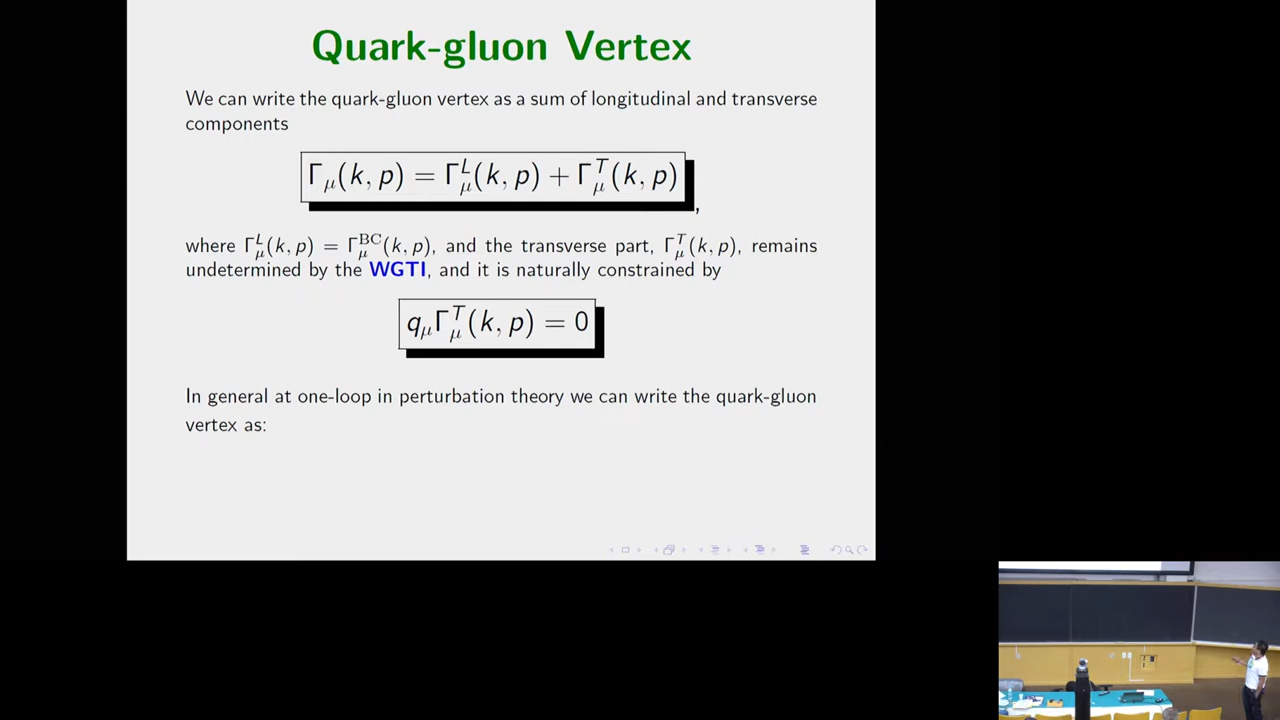 Quark-gluon Vertex
We can write the quark-gluon vertex as a sum of longitudinal and transverse
components
Γ_μ(k, p) = Γ^L_μ(k, p) + Γ^T_μ(k, p) ,
where Γ^L_μ(k, p) = Γ^BC_μ(k, p), and the transverse part, Γ^T_μ(k, p), remains
undetermined by the WGTI, and it is naturally constrained by
q_μΓ^T_μ(k, p) = 0
In general at one-loop in perturbation theory we can write the quark-gluon
vertex as: